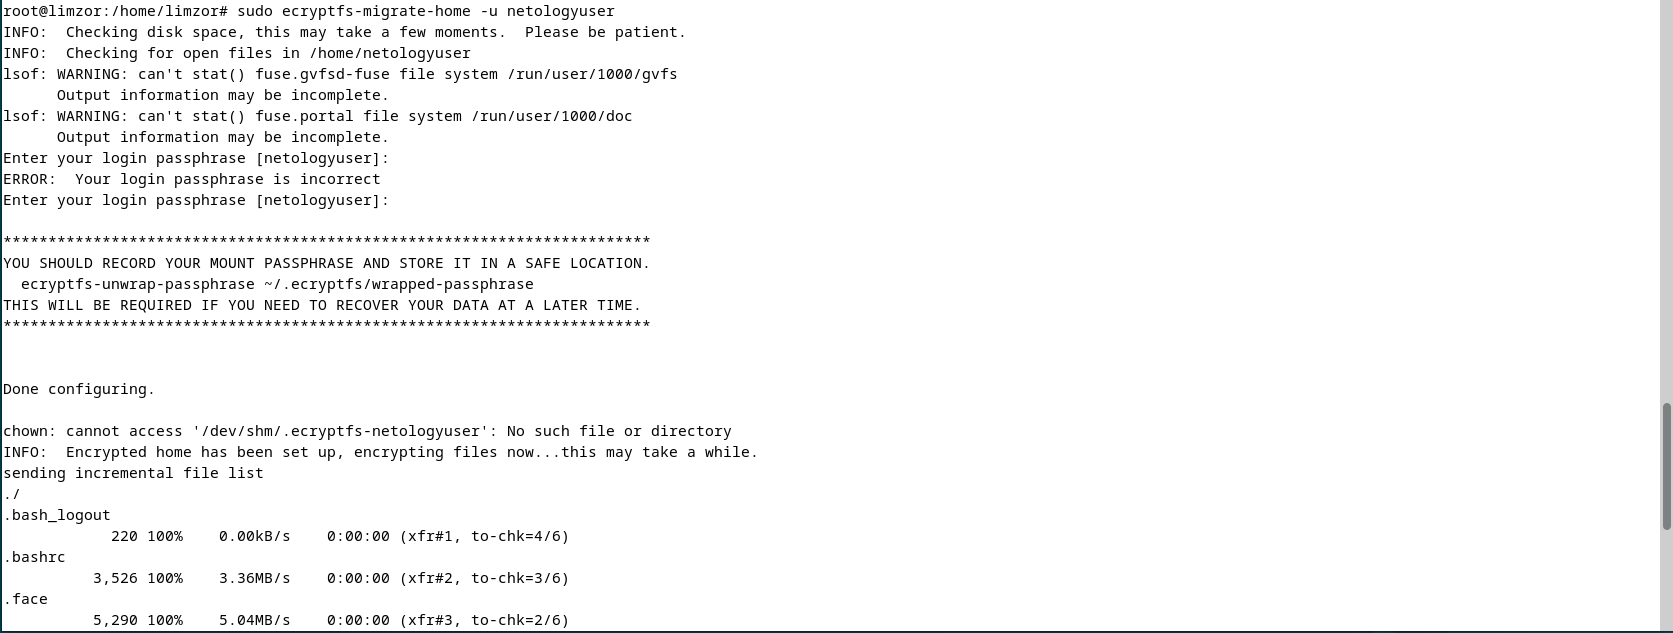 root@limzor:/home/limzor# sudo ecryptfs-migrate-home -u netologyuser
INFO:  Checking disk space, this may take a few moments.  Please be patient.
INFO:  Checking for open files in /home/netologyuser
lsof: WARNING: can't stat() fuse.gvfsd-fuse file system /run/user/1000/gvfs
      Output information may be incomplete.
lsof: WARNING: can't stat() fuse.portal file system /run/user/1000/doc
      Output information may be incomplete.
Enter your login passphrase [netologyuser]:
ERROR:  Your login passphrase is incorrect
Enter your login passphrase [netologyuser]:
************************************************************************
YOU SHOULD RECORD YOUR MOUNT PASSPHRASE AND STORE IT IN A SAFE LOCATION.
  ecryptfs-unwrap-passphrase ~/.ecryptfs/wrapped-passphrase
THIS WILL BE REQUIRED IF YOU NEED TO RECOVER YOUR DATA AT A LATER TIME.
************************************************************************
Done configuring.
chown: cannot access '/dev/shm/.ecryptfs-netologyuser': No such file or directory
INFO:  Encrypted home has been set up, encrypting files now...this may take a while.
sending incremental file list
./
.bash_logout
            220 100%    0.00kB/s    0:00:00 (xfr#1, to-chk=4/6)
.bashrc
          3,526 100%    3.36MB/s    0:00:00 (xfr#2, to-chk=3/6)
.face
          5,290 100%    5.04MB/s    0:00:00 (xfr#3, to-chk=2/6)